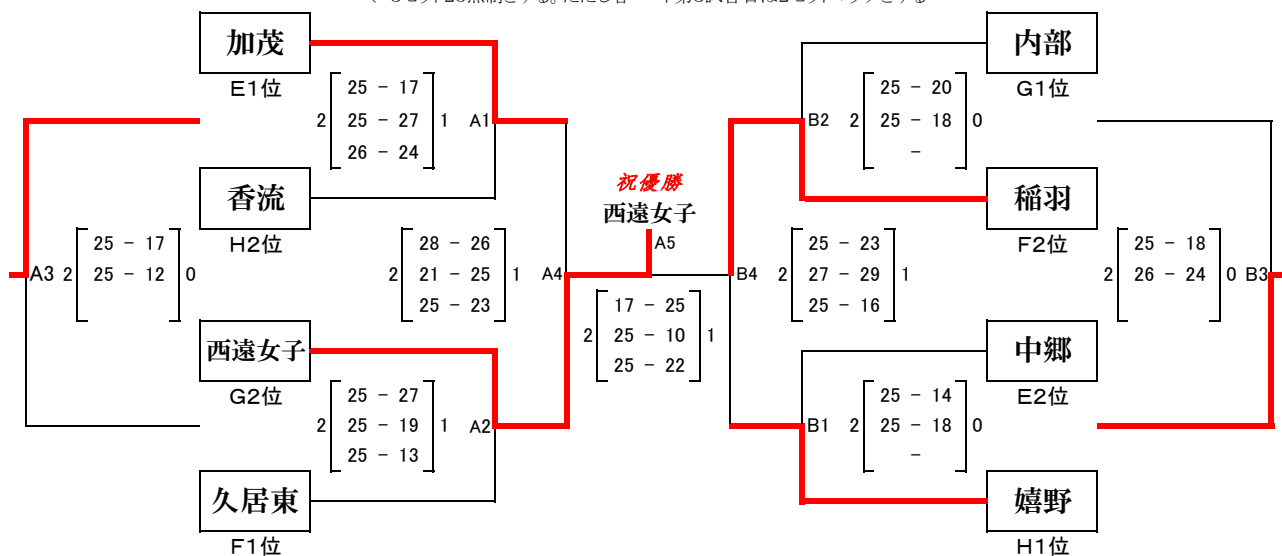 加茂
E1位
25 － 17
2 25 － 27 1 A1
26 － 24
香流
H2位
25 － 17
A3 2 25 － 12 0
28 － 26
2 21 － 25 1 A4
25 － 23
西遠女子
G2位
25 － 27
2 25 － 19 1 A2
25 － 13
久居東
F1位
祝優勝
西遠女子
A5
17 － 25
2 25 － 10 1
25 － 22
内部
G1位
25 － 20
B2 2 25 － 18 0
－
稲羽
F2位
25 － 23
B4 2 27 － 29 1
25 － 16
25 － 18
2 26 － 24 0 B3
中郷
E2位
25 － 14
B1 2 25 － 18 0
－
嬉野
H1位